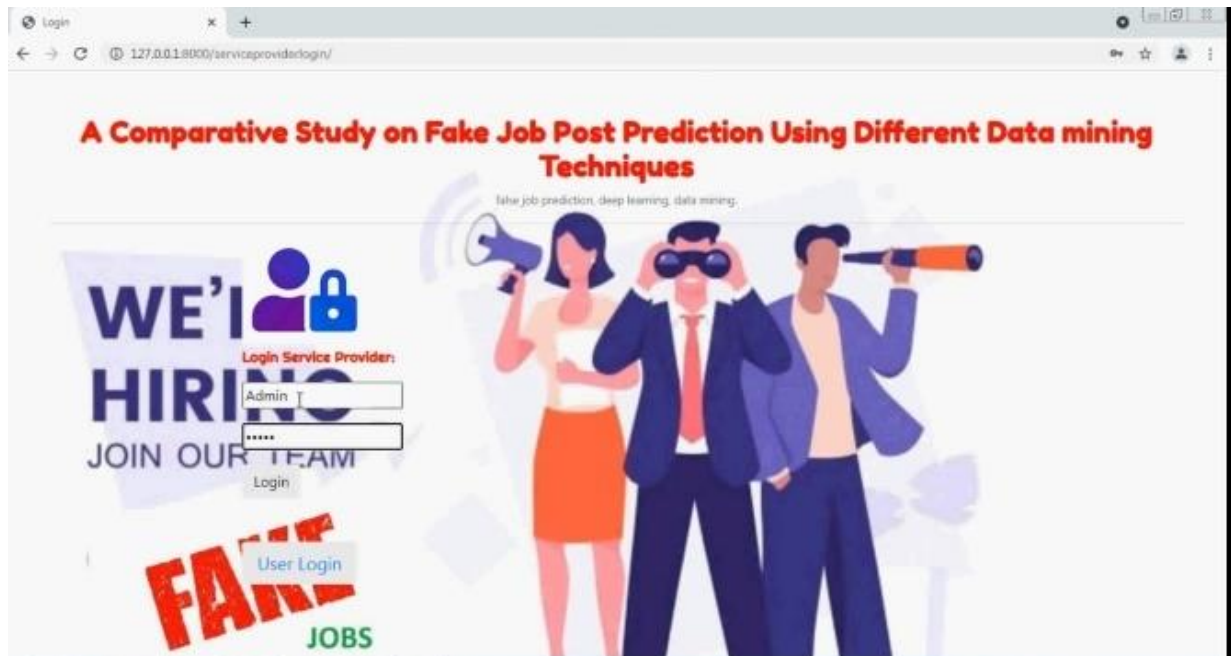 Login
127.0.0.1:8000/serviceproviderlogin/
A Comparative Study on Fake Job Post Prediction Using Different Data mining
Techniques
fake job prediction, deep learning, data mining.
WE'
HIRING
JOIN OUR TEAM
Login Service Provider:
Admin
•••••
Login
User Login
FAKE
JOBS